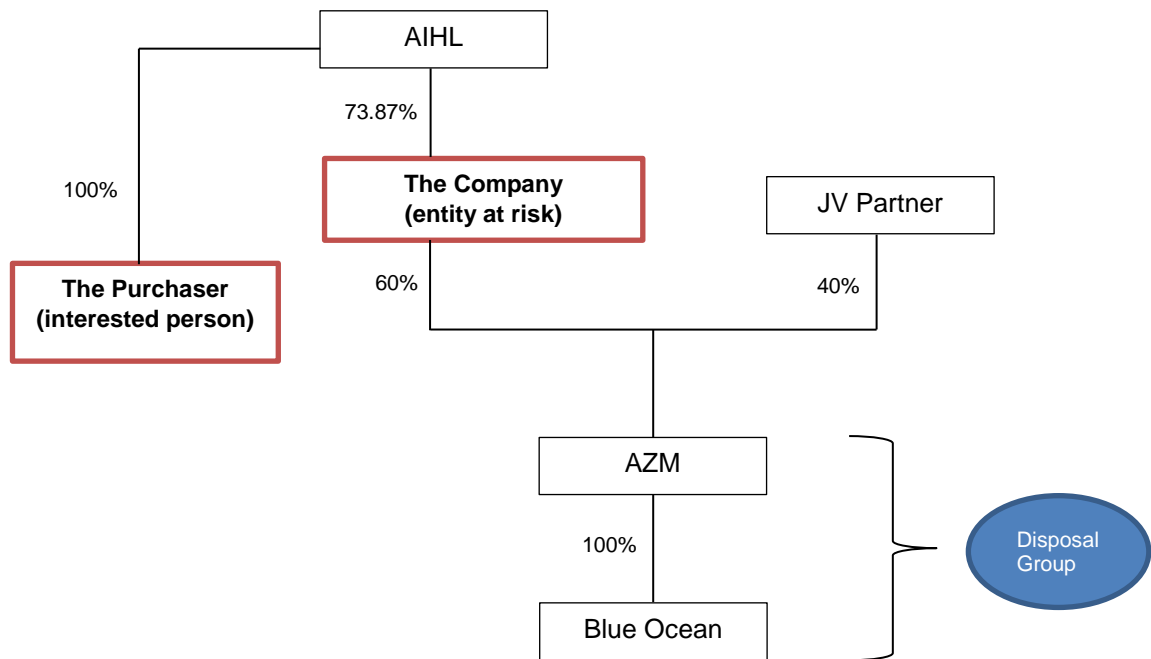 AIHL
73.87%
100%
The Company
(entity at risk)
JV Partner
The Purchaser
(interested person)
60%
40%
AZM
100%
Disposal
Group
Blue Ocean